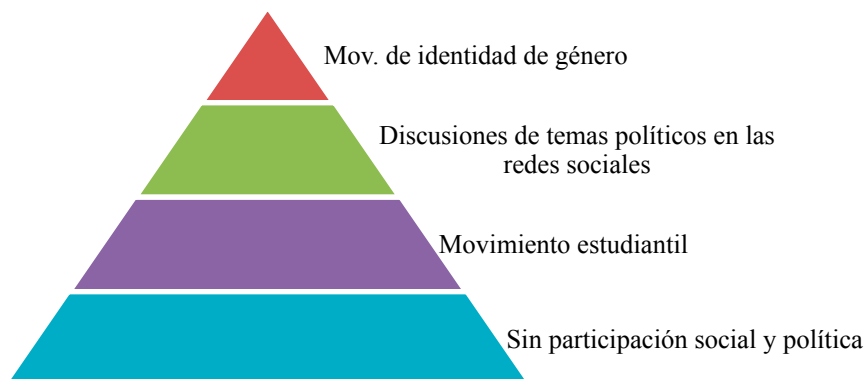 Mov. de identidad de género
Discusiones de temas políticos en las
redes sociales
Movimiento estudiantil
Sin participación social y política